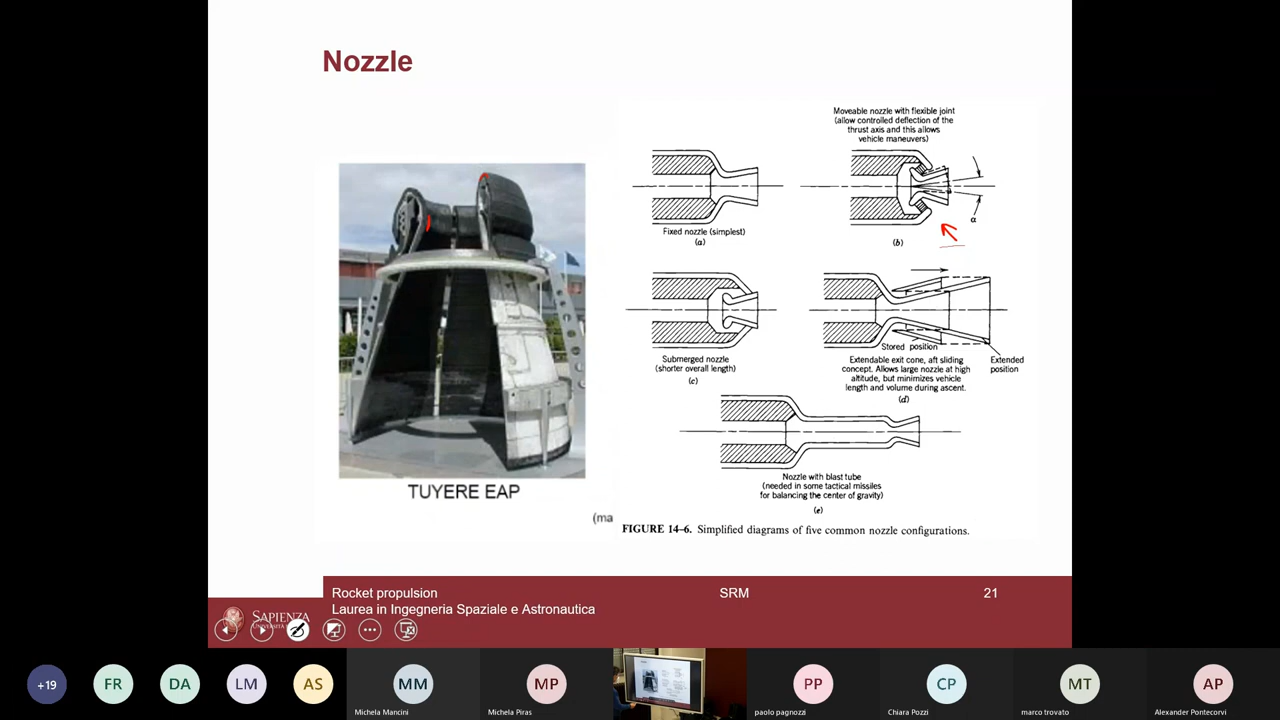 Nozzle
Moveable nozzle with flexible joint
(allow controlled deflection of the
thrust axis and this allows
vehicle maneuvers)
α
Fixed nozzle (simplest)
(a)
(b)
Submerged nozzle
(shorter overall length)
(c)
Stored position
Extendable exit cone, aft sliding
concept. Allows large nozzle at high
altitude, but minimizes vehicle
length and volume during ascent.
(d)
Extended
position
Nozzle with blast tube
(needed in some tactical missiles
for balancing the center of gravity)
(e)
TUYERE EAP
(ma
FIGURE 14–6. Simplified diagrams of five common nozzle configurations.
Rocket propulsion
Laurea in Ingegneria Spaziale e Astronautica
SRM
21
SAPIENZA
+19
FR
DA
LM
AS
MM
Michela Mancini
MP
Michela Piras
PP
paolo pagnozzi
CP
Chiara Pozzi
MT
marco trovato
AP
Alexander Pontecorvi